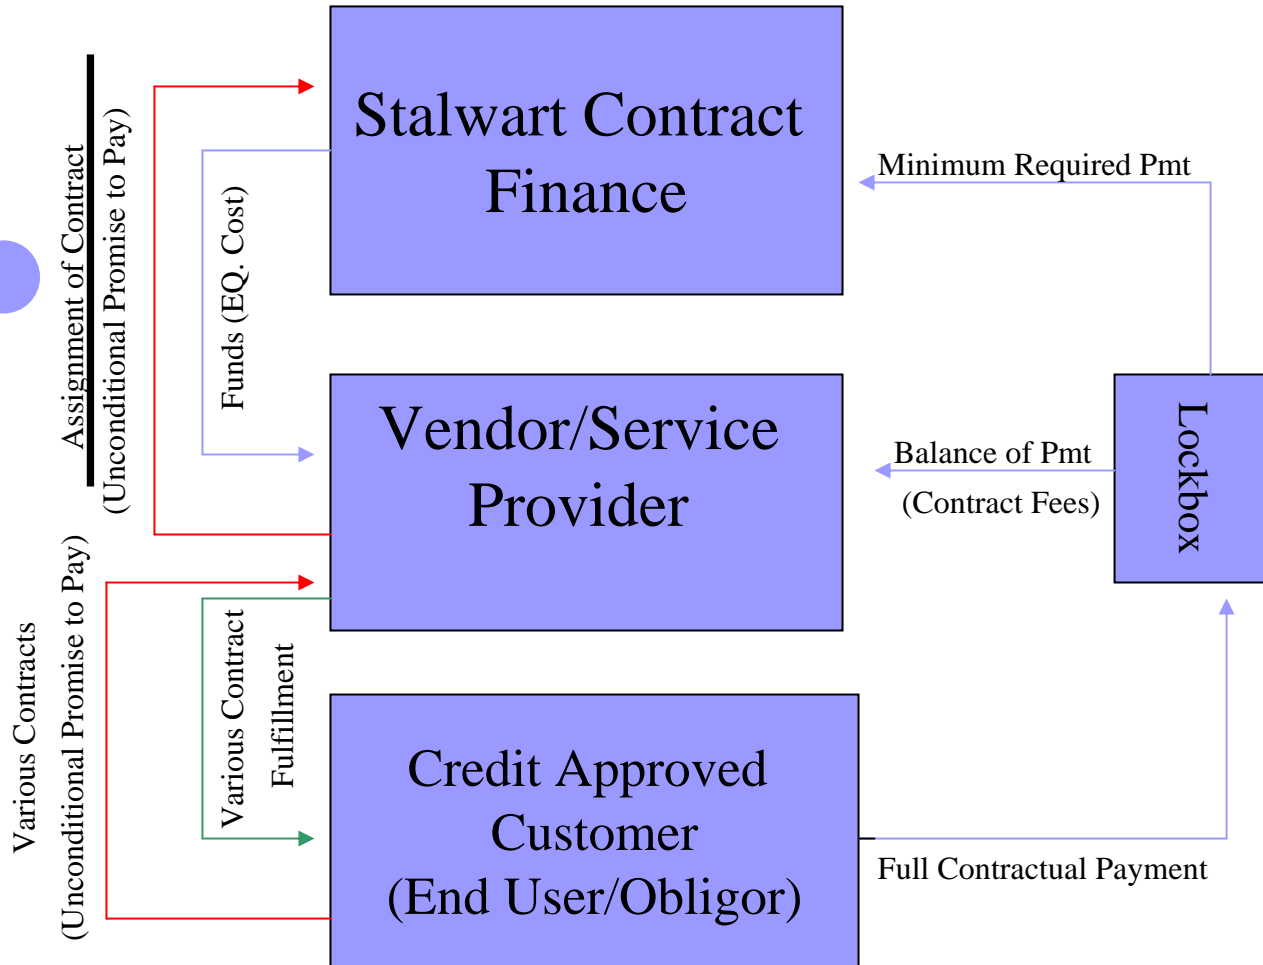 Stalwart Contract
Finance
Assignment of Contract
(Unconditional Promise to Pay)
Funds (EQ. Cost)
Minimum Required Pmt
Vendor/Service
Provider
Balance of Pmt
(Contract Fees)
Lockbox
Various Contracts
(Unconditional Promise to Pay)
Various Contract
Fulfillment
Credit Approved
Customer
(End User/Obligor)
Full Contractual Payment